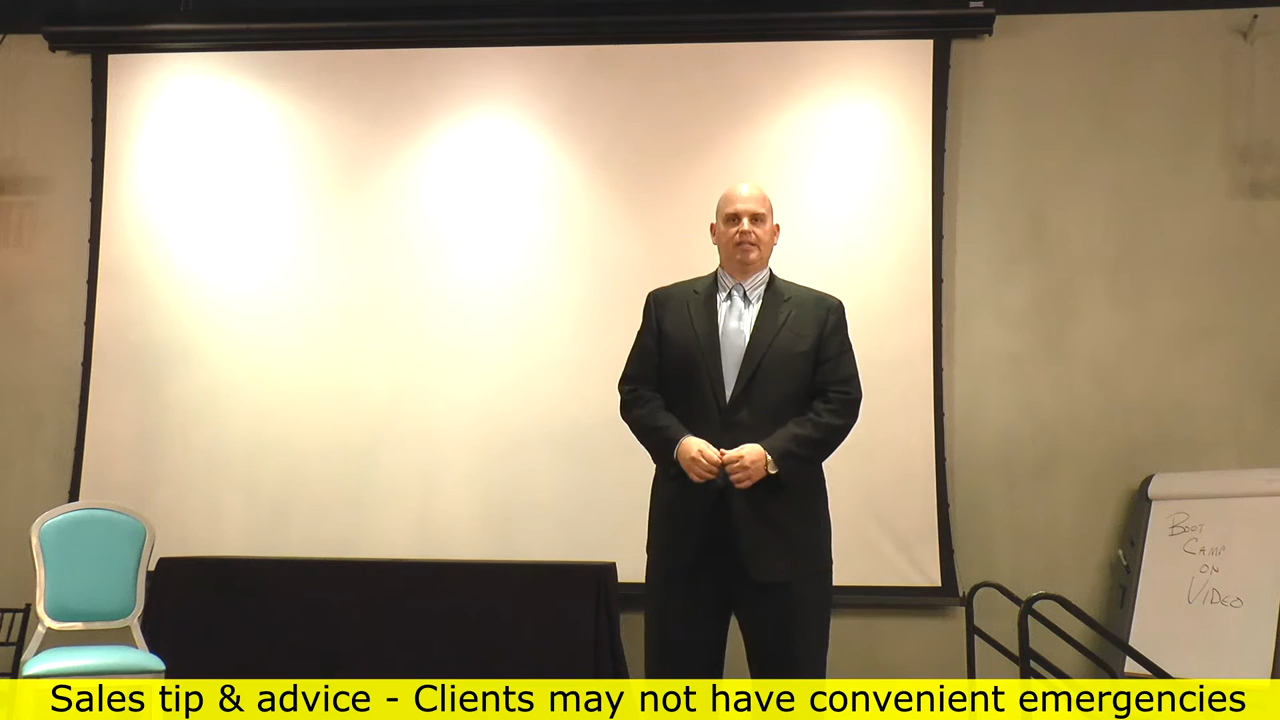 Boot
Camp
on
Video
Sales tip & advice - Clients may not have convenient emergencies